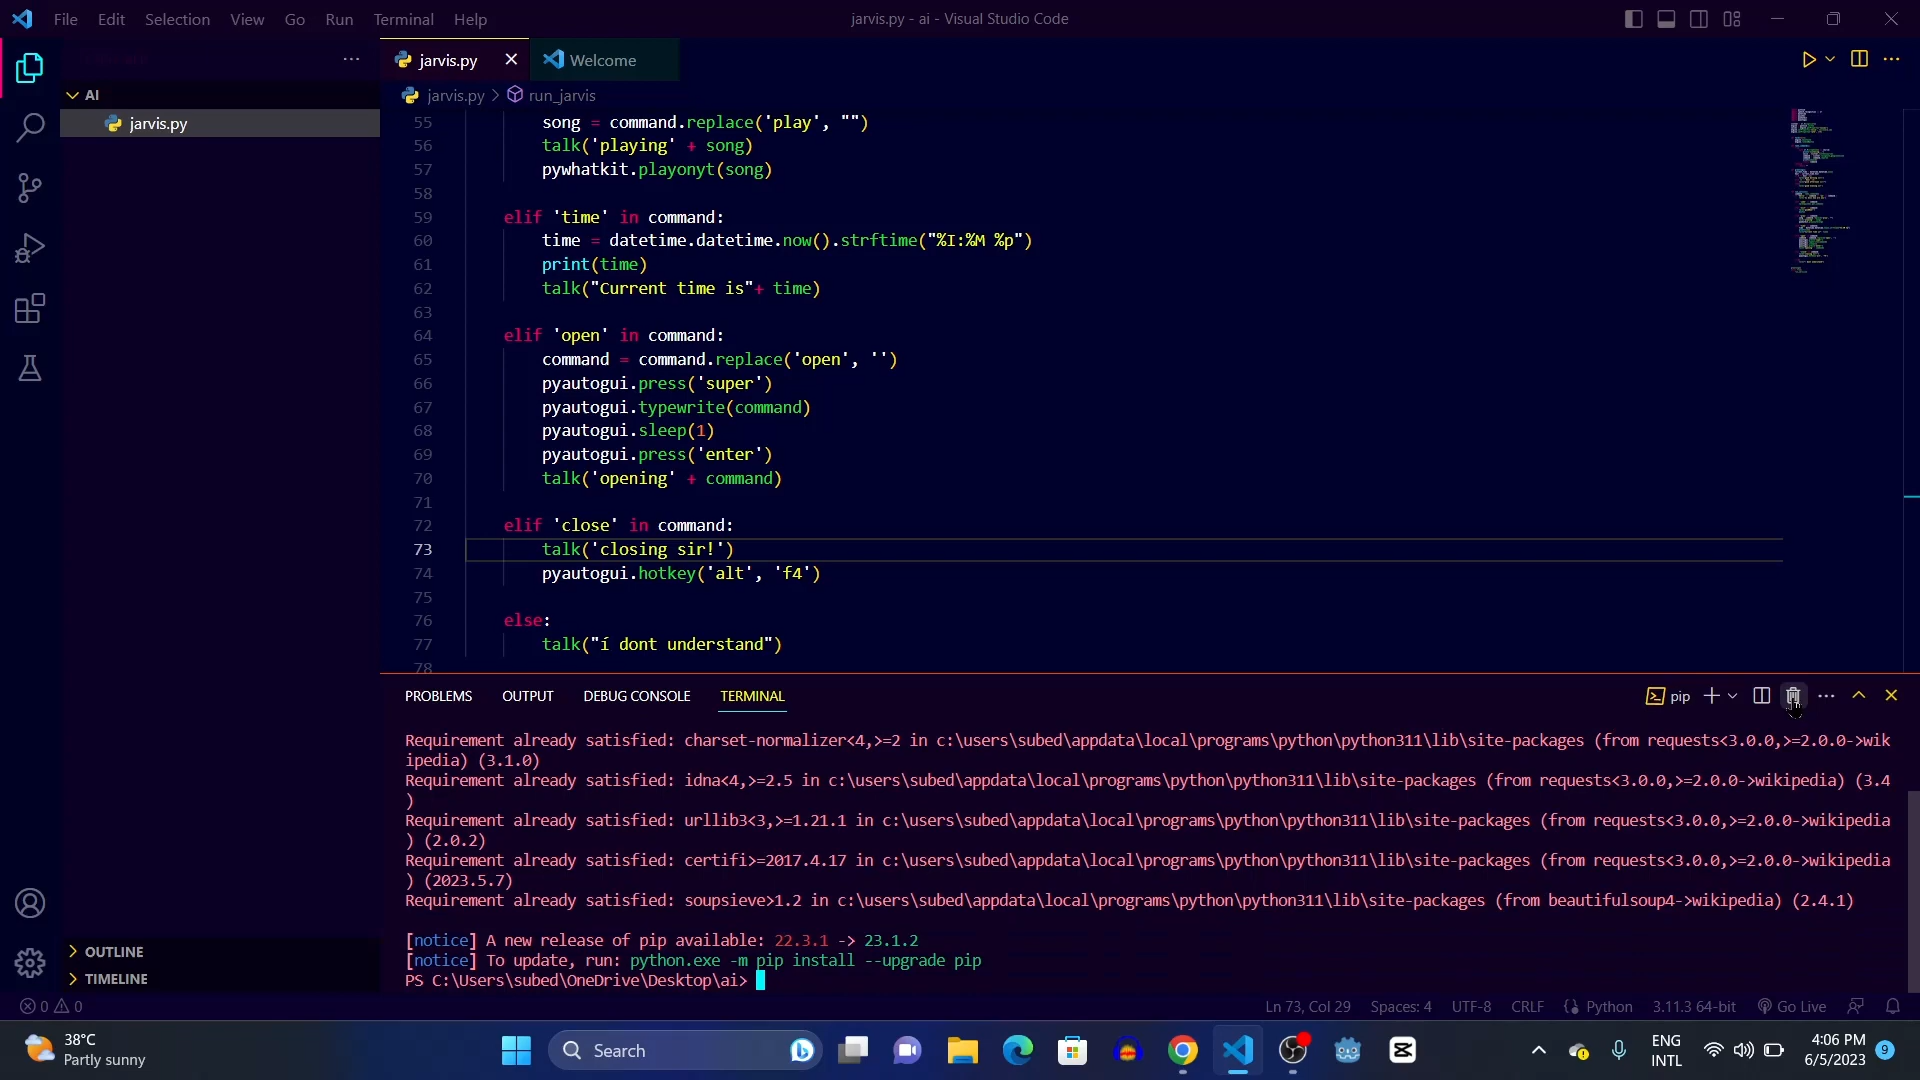 File Edit Selection View Go Run Terminal Help
jarvis.py - ai - Visual Studio Code
jarvis.py
Welcome
AI
jarvis.py
jarvis.py > run_jarvis
55 song = command.replace('play', "")
56 talk('playing' + song)
57 pywhatkit.playonyt(song)
58
59 elif 'time' in command:
60 time = datetime.datetime.now().strftime("%I:%M %p")
61 print(time)
62 talk("Current time is"+ time)
63
64 elif 'open' in command:
65 command = command.replace('open', '')
66 pyautogui.press('super')
67 pyautogui.typewrite(command)
68 pyautogui.sleep(1)
69 pyautogui.press('enter')
70 talk('opening' + command)
71
72 elif 'close' in command:
73 talk('closing sir!')
74 pyautogui.hotkey('alt', 'f4')
75
76 else:
77 talk("í dont understand")
78
PROBLEMS OUTPUT DEBUG CONSOLE TERMINAL
pip
Requirement already satisfied: charset-normalizer<4,>=2 in c:\users\subed\appdata\local\programs\python\python311\lib\site-packages (from requests<3.0.0,>=2.0.0->wik
ipedia) (3.1.0)
Requirement already satisfied: idna<4,>=2.5 in c:\users\subed\appdata\local\programs\python\python311\lib\site-packages (from requests<3.0.0,>=2.0.0->wikipedia) (3.4
)
Requirement already satisfied: urllib3<3,>=1.21.1 in c:\users\subed\appdata\local\programs\python\python311\lib\site-packages (from requests<3.0.0,>=2.0.0->wikipedia
) (2.0.2)
Requirement already satisfied: certifi>=2017.4.17 in c:\users\subed\appdata\local\programs\python\python311\lib\site-packages (from requests<3.0.0,>=2.0.0->wikipedia
) (2023.5.7)
Requirement already satisfied: soupsieve>1.2 in c:\users\subed\appdata\local\programs\python\python311\lib\site-packages (from beautifulsoup4->wikipedia) (2.4.1)
[notice] A new release of pip available: 22.3.1 -> 23.1.2
[notice] To update, run: python.exe -m pip install --upgrade pip
PS C:\Users\subed\OneDrive\Desktop\ai>
OUTLINE
TIMELINE
0 0
Ln 73, Col 29 Spaces: 4 UTF-8 CRLF Python 3.11.3 64-bit Go Live
38°C
Partly sunny
Search
ENG
INTL
4:06 PM
6/5/2023
9